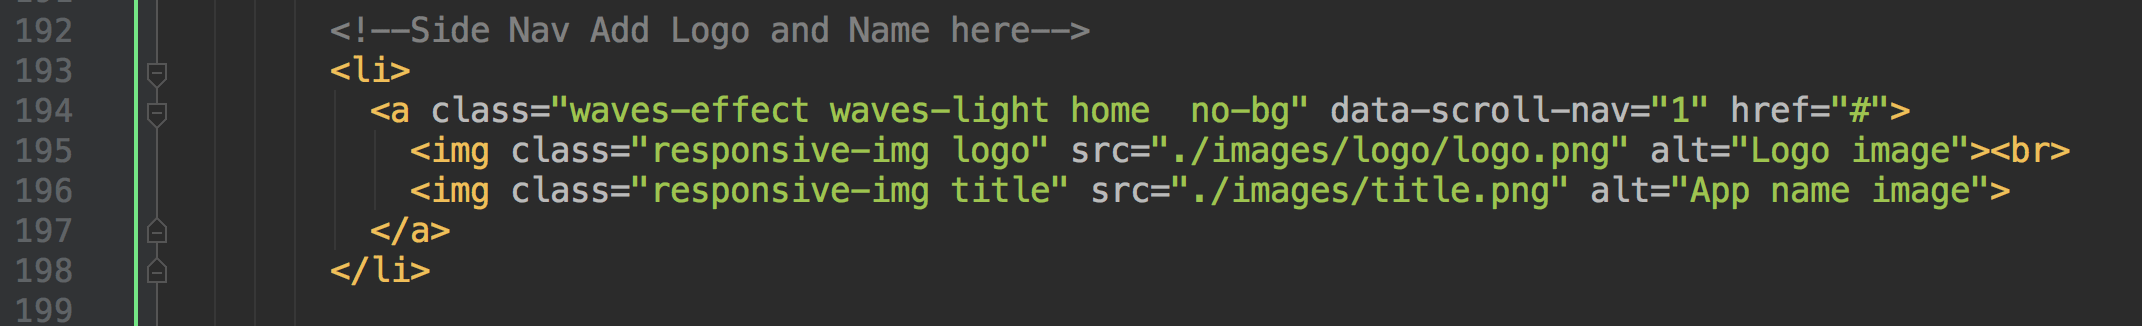 192 <!--Side Nav Add Logo and Name here-->
193 <li>
194 <a class="waves-effect waves-light home  no-bg" data-scroll-nav="1" href="#">
195 <img class="responsive-img logo" src="./images/logo/logo.png" alt="Logo image"><br>
196 <img class="responsive-img title" src="./images/title.png" alt="App name image">
197 </a>
198 </li>
199